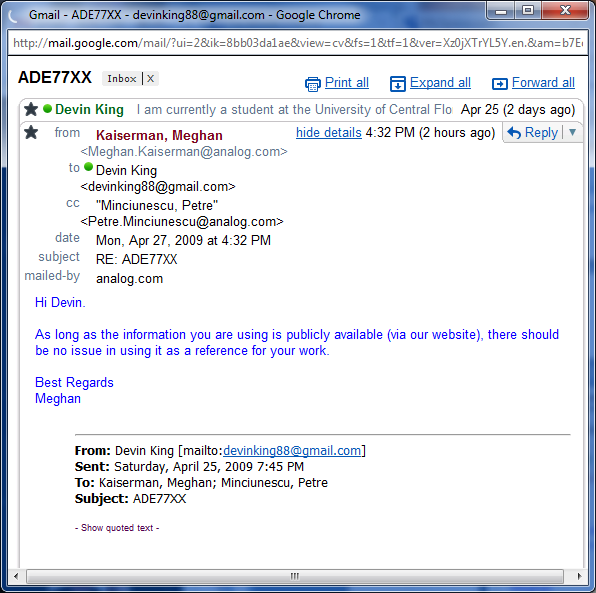 Gmail - ADE77XX - devinking88@gmail.com - Google Chrome
http://mail.google.com/mail/?ui=2&ik=8bb03da1ae&view=cv&fs=1&tf=1&ver=Xz0jXTrYL5Y.en.&am=b7E
ADE77XX Inbox | X
Print all Expand all Forward all
Devin King I am currently a student at the University of Central Flo Apr 25 (2 days ago)
from Kaiserman, Meghan hide details 4:32 PM (2 hours ago) Reply
<Meghan.Kaiserman@analog.com>
to Devin King
<devinking88@gmail.com>
cc "Minciunescu, Petre"
<Petre.Minciunescu@analog.com>
date Mon, Apr 27, 2009 at 4:32 PM
subject RE: ADE77XX
mailed-by analog.com
Hi Devin.
As long as the information you are using is publicly available (via our website), there should
be no issue in using it as a reference for your work.
Best Regards
Meghan
From: Devin King [mailto:devinking88@gmail.com]
Sent: Saturday, April 25, 2009 7:45 PM
To: Kaiserman, Meghan; Minciunescu, Petre
Subject: ADE77XX
- Show quoted text -